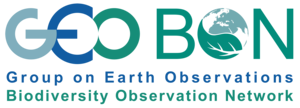 GEO BON
Group on Earth Observations
Biodiversity Observation Network